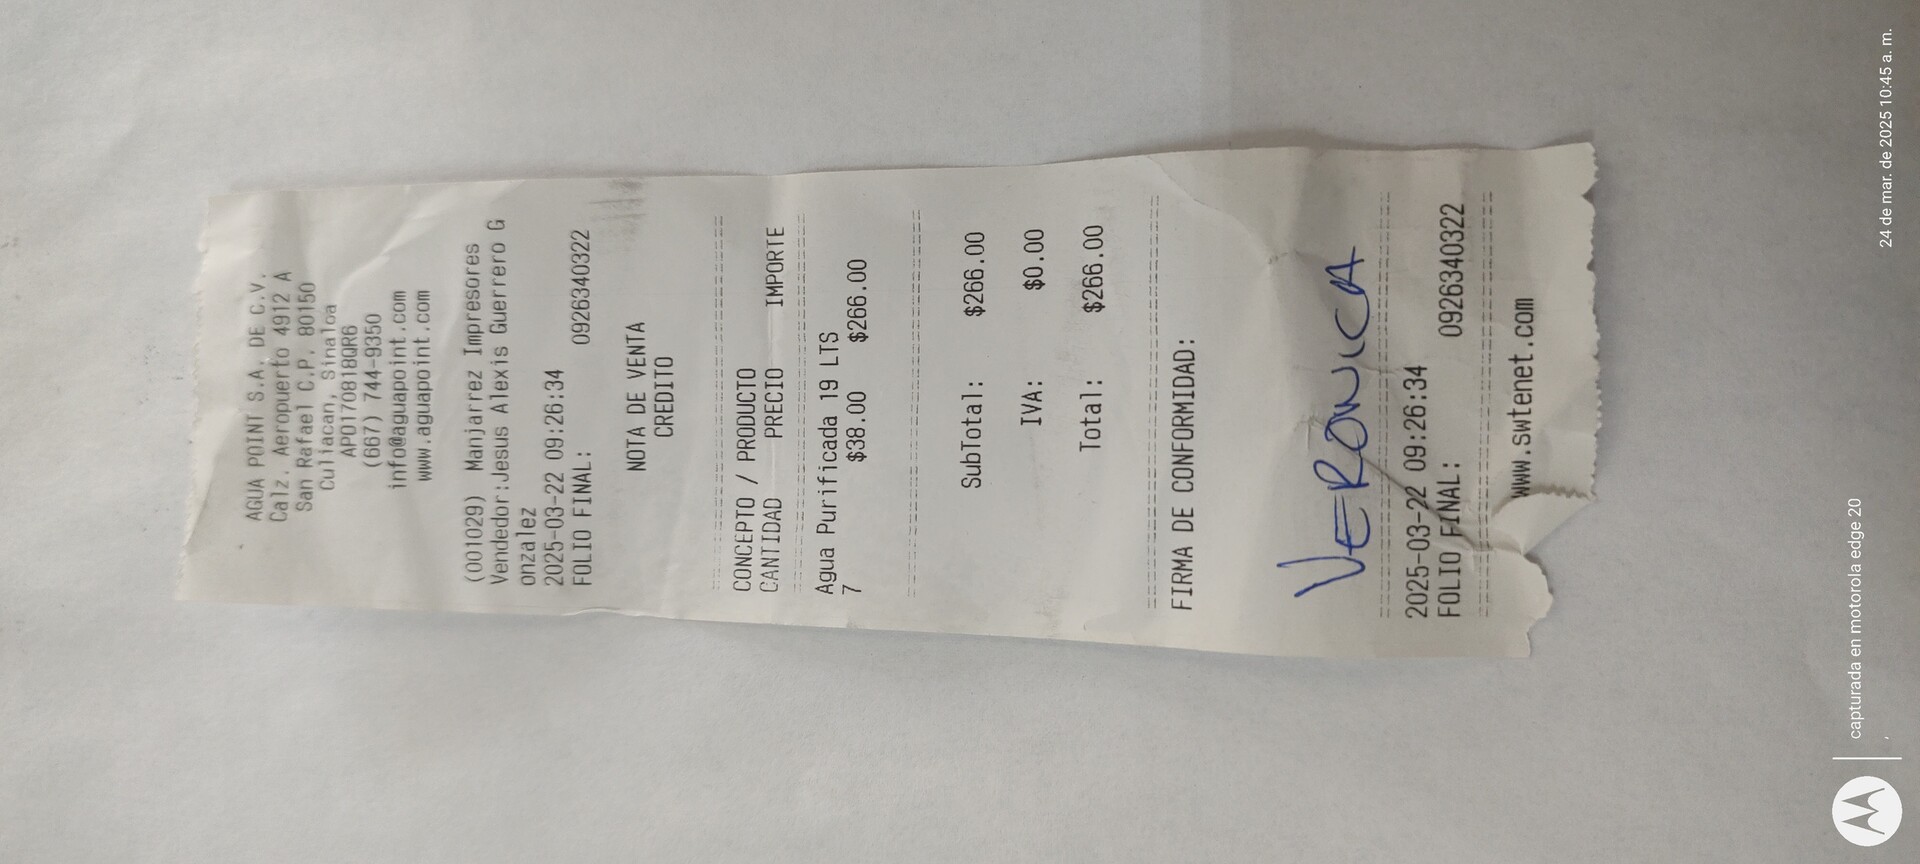 AGUA POINT S.A. DE C.V.
Calz. Aeropuerto 4912 A
San Rafael C.P. 80150
Culiacan, Sinaloa
APO170818QR6
(667) 744-9350
info@aguapoint.com
www.aguapoint.com
(001029) Manjarrez Impresores
Vendedor:Jesus Alexis Guerrero G
onzalez
2025-03-22 09:26:34
FOLIO FINAL: 0926340322
NOTA DE VENTA
CREDITO
CONCEPTO / PRODUCTO
CANTIDAD PRECIO IMPORTE
Agua Purificada 19 LTS
7 $38.00 $266.00
SubTotal: $266.00
IVA: $0.00
Total: $266.00
FIRMA DE CONFORMIDAD:
VERONICA
2025-03-22 09:26:34
FOLIO FINAL: 0926340322
www.swtenet.com
capturada en motorola edge 20
24 de mar. de 2025 10:45 a. m.